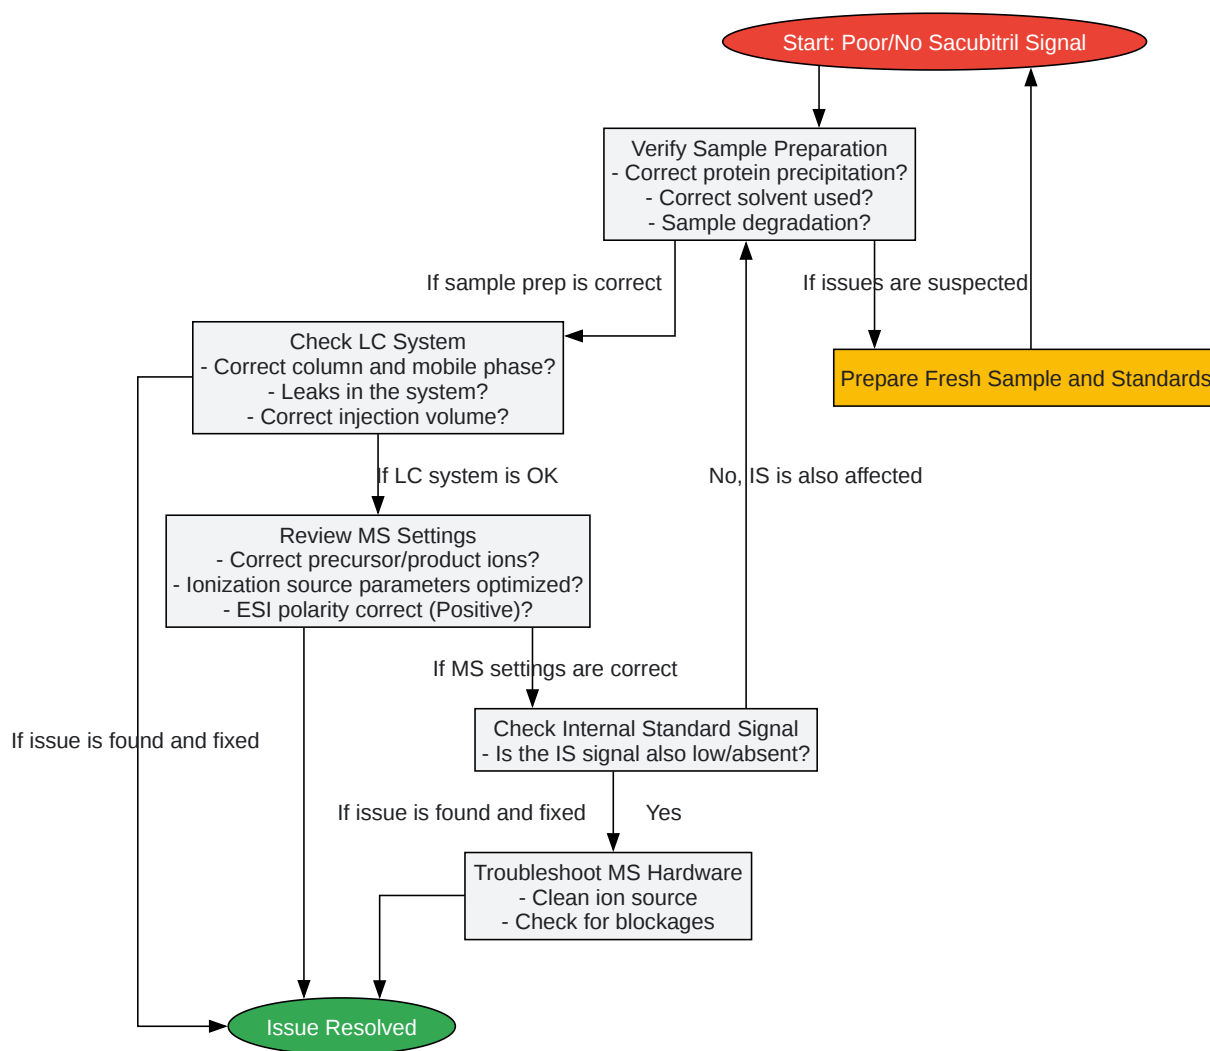 Start: Poor/No Sacubitril Signal
Verify Sample Preparation
- Correct protein precipitation?
- Correct solvent used?
- Sample degradation?
If sample prep is correct
If issues are suspected
Check LC System
- Correct column and mobile phase?
- Leaks in the system?
- Correct injection volume?
Prepare Fresh Sample and Standards
If LC system is OK
No, IS is also affected
Review MS Settings
- Correct precursor/product ions?
- Ionization source parameters optimized?
- ESI polarity correct (Positive)?
If MS settings are correct
If issue is found and fixed
Check Internal Standard Signal
- Is the IS signal also low/absent?
If issue is found and fixed
Yes
Troubleshoot MS Hardware
- Clean ion source
- Check for blockages
Issue Resolved